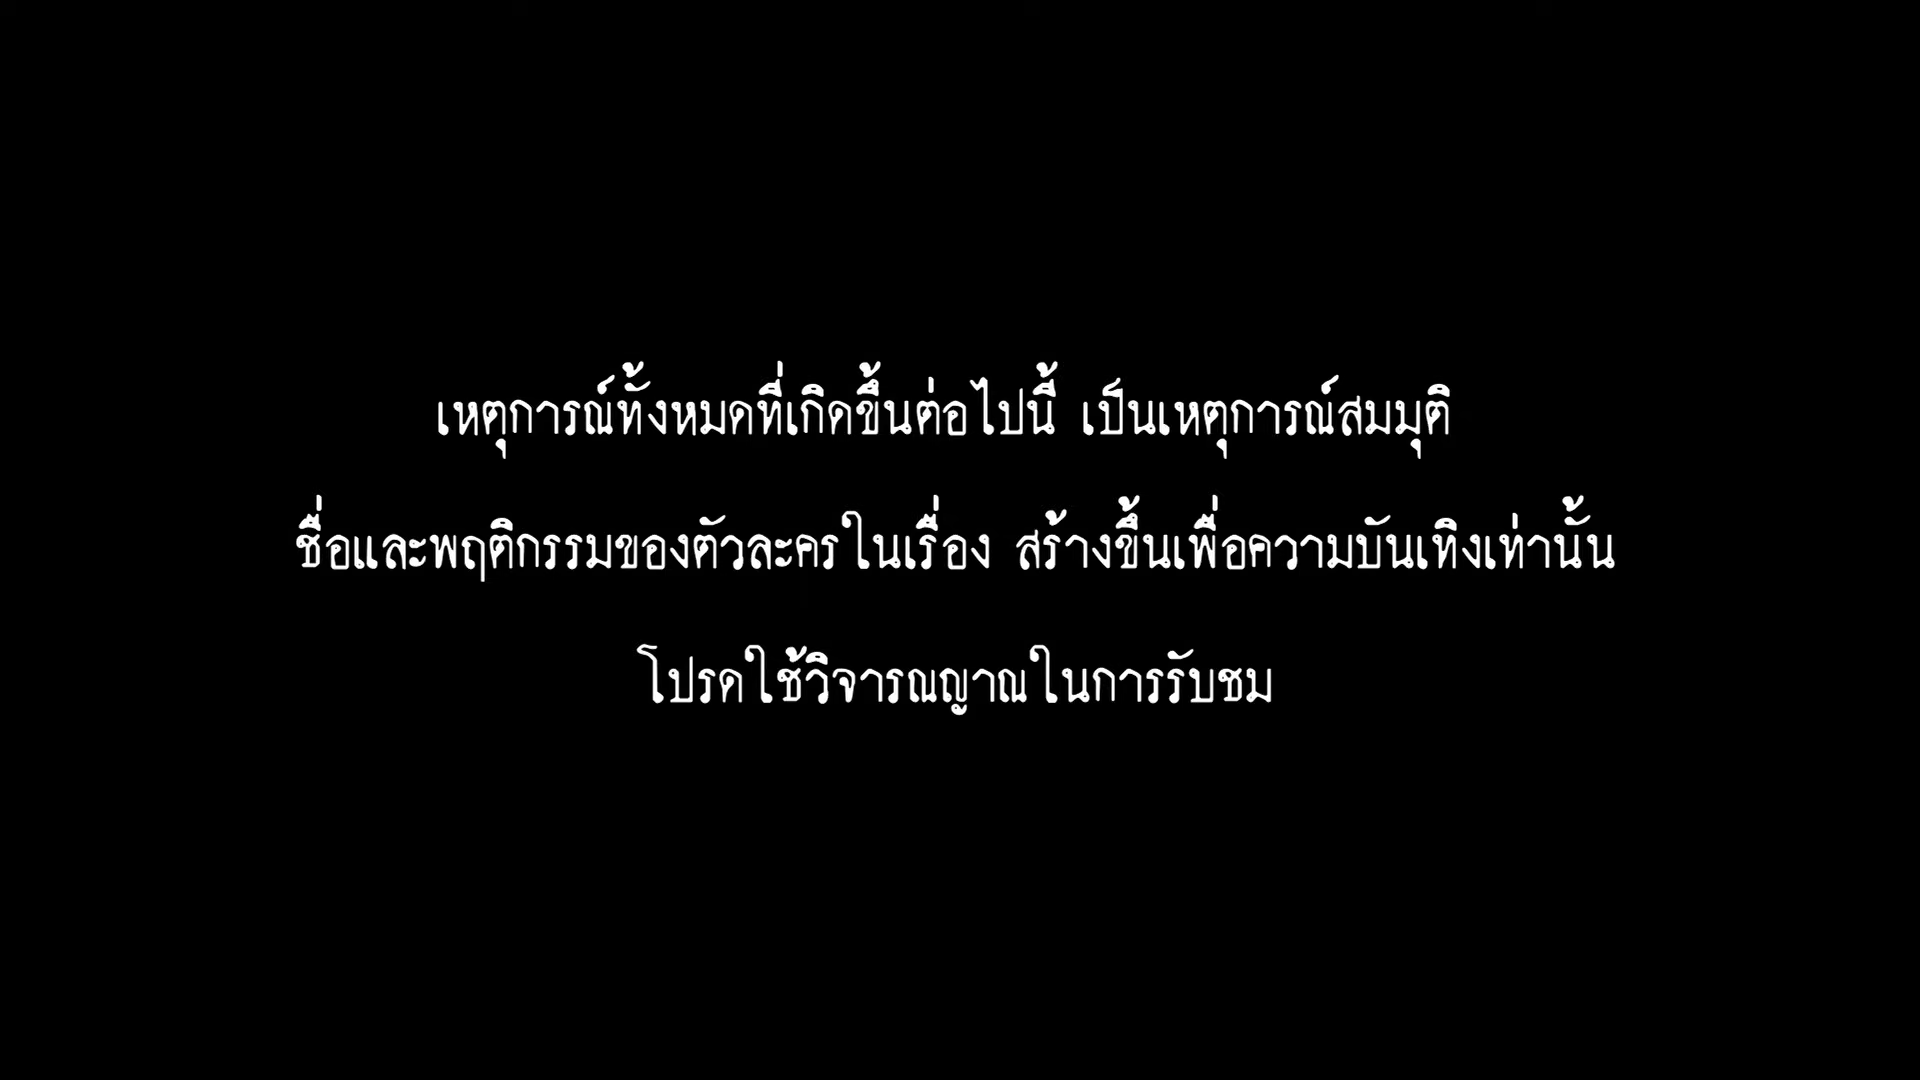 เหตุการณ์ทั้งหมดที่เกิดขึ้นต่อไปนี้ เป็นเหตุการณ์สมมุติ
ชื่อและพฤติกรรมของตัวละครในเรื่อง สร้างขึ้นเพื่อความบันเทิงเท่านั้น
โปรดใช้วิจารณญาณในการรับชม